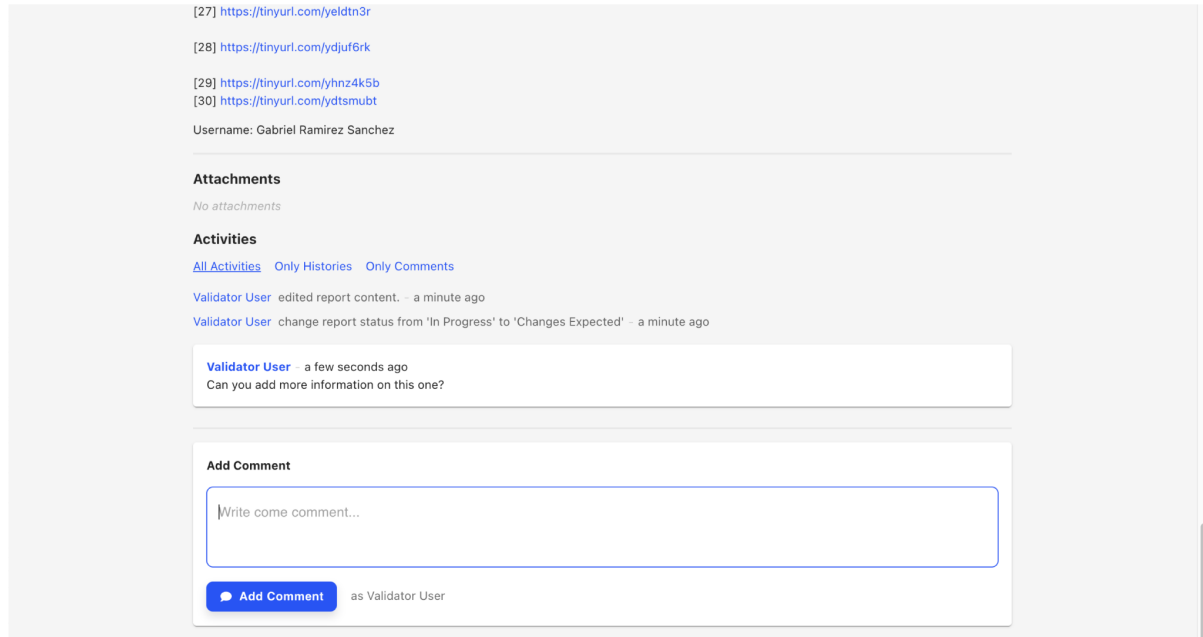 [27] https://tinyurl.com/yeldtn3r
[28] https://tinyurl.com/ydjuf6rk
[29] https://tinyurl.com/yhnz4k5b
[30] https://tinyurl.com/ydtsmubt
Username: Gabriel Ramirez Sanchez
Attachments
No attachments
Activities
All Activities Only Histories Only Comments
Validator User edited report content. - a minute ago
Validator User change report status from 'In Progress' to 'Changes Expected' - a minute ago
Validator User - a few seconds ago
Can you add more information on this one?
Add Comment
Write come comment...
Add Comment as Validator User